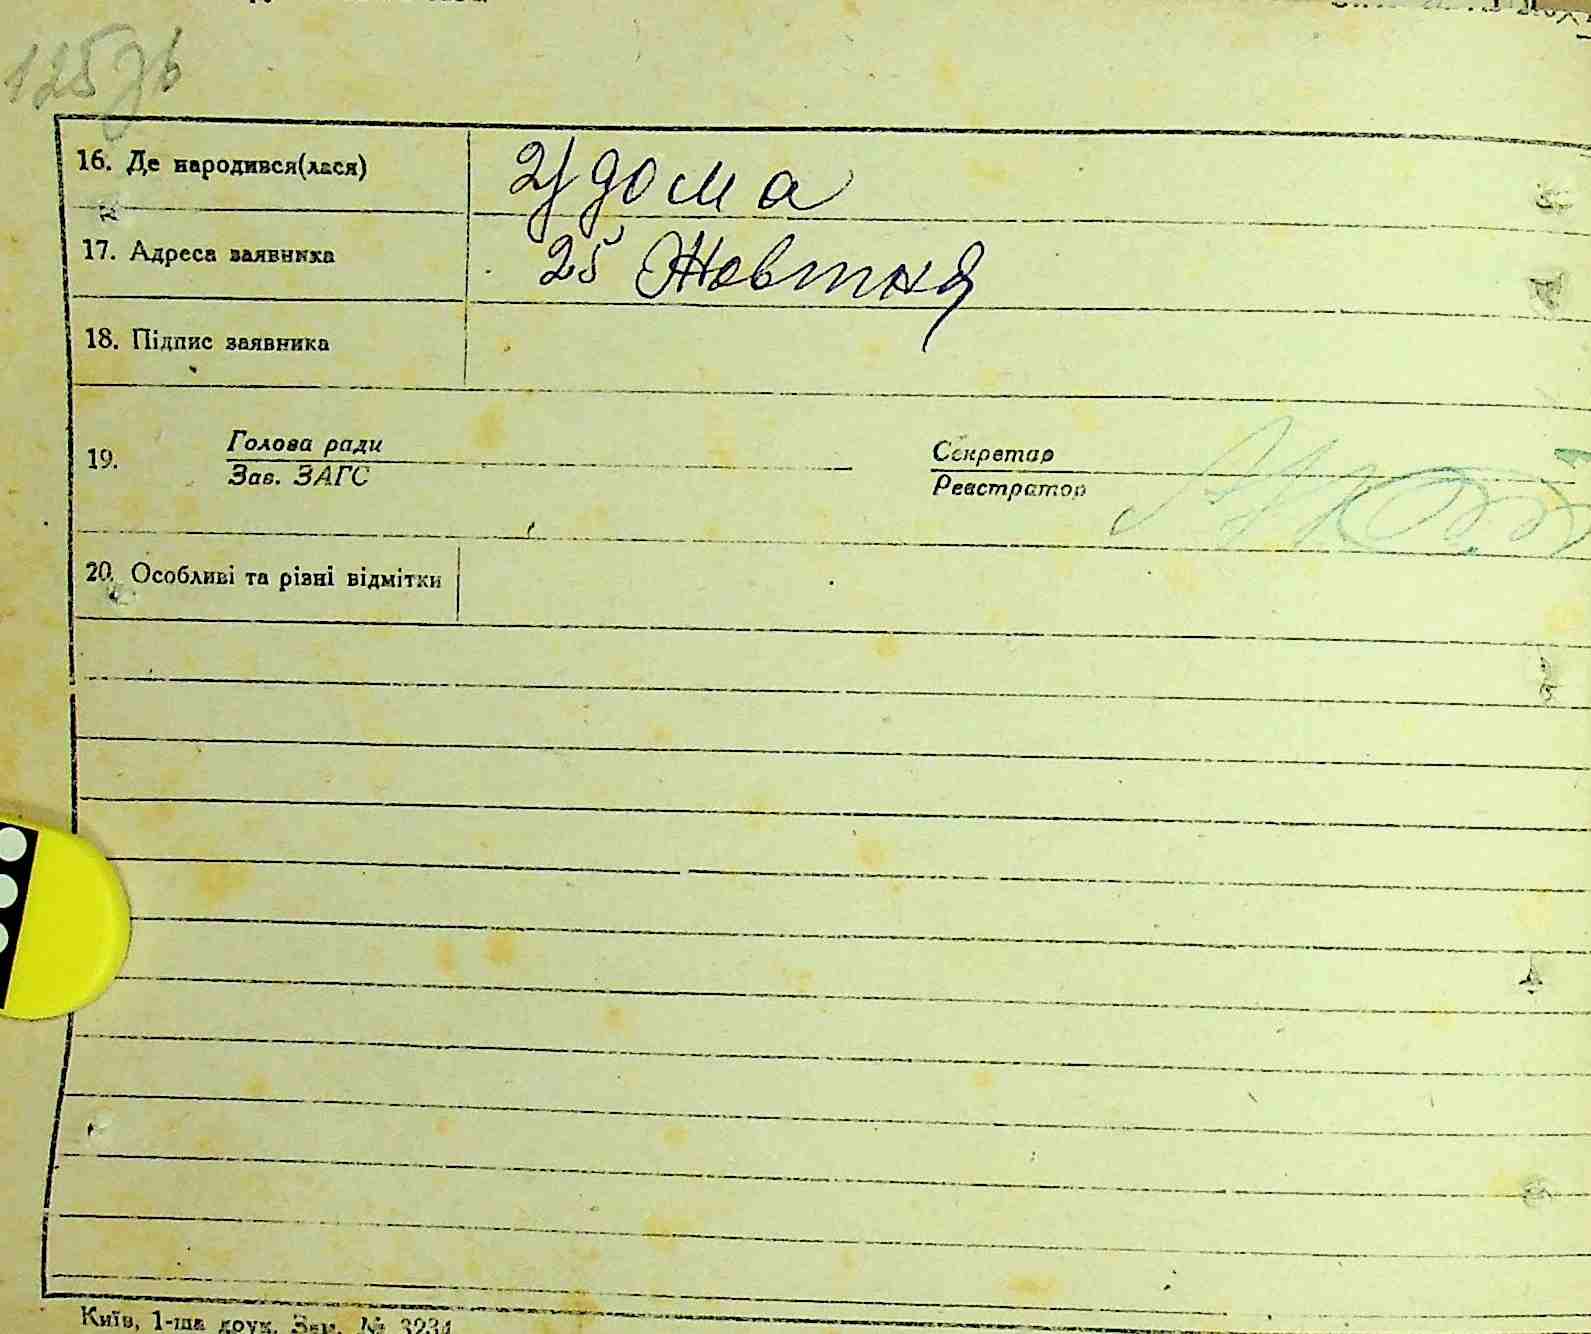 125зв
16. Де народився(лася) удома
17. Адреса заявника 25 Жовтня
18. Підпис заявника
19. Голова ради Секретар
Зав. ЗАГС Реєстратор
20. Особливі та різні відмітки
Київ, 1-ша друк. Зам. № 3234